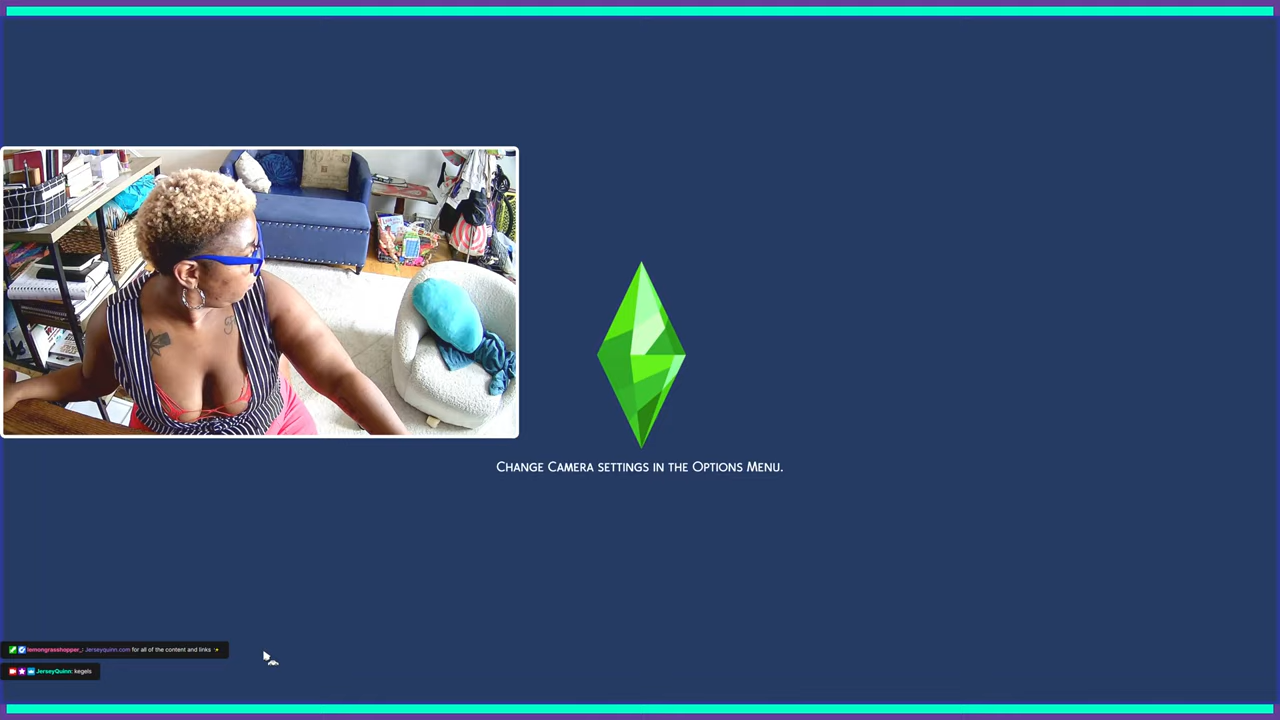 CHANGE CAMERA SETTINGS IN THE OPTIONS MENU.
lemongrasshopper_: Jerseyquinn.com for all of the content and links ✨
JerseyQuinn: kegels